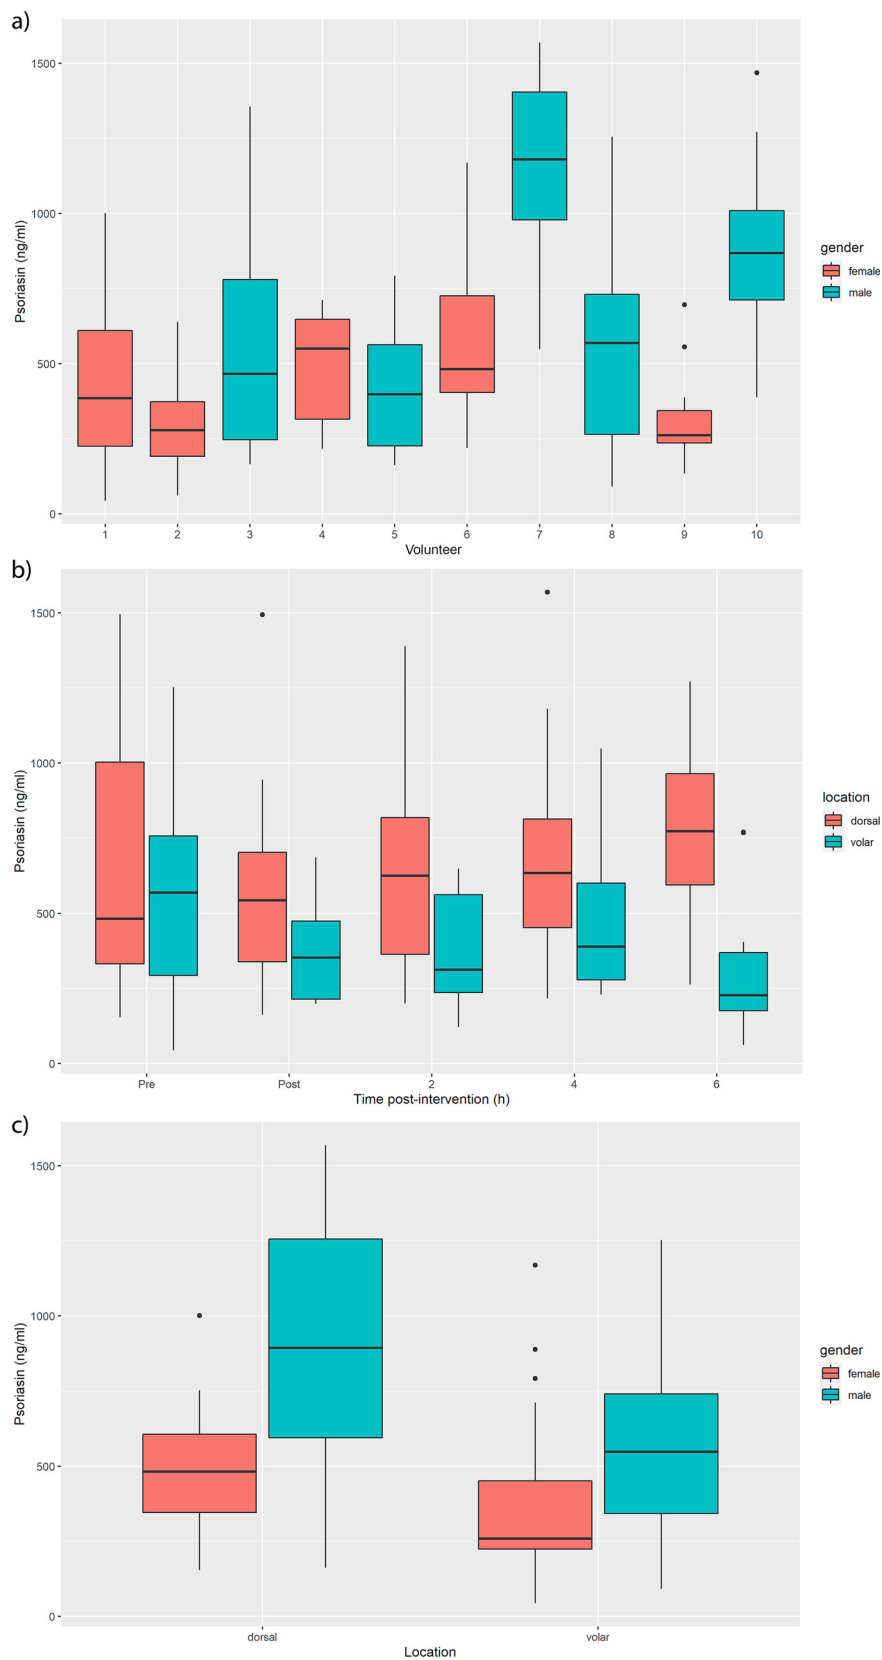 a)
Psoriasin (ng/ml)
1500
1000
500
0
1 2 3 4 5 6 7 8 9 10
Volunteer
gender
female
male
b)
Psoriasin (ng/ml)
1500
1000
500
0
Pre Post 2 4 6
Time post-intervention (h)
location
dorsal
volar
c)
Psoriasin (ng/ml)
1500
1000
500
0
dorsal volar
Location
gender
female
male